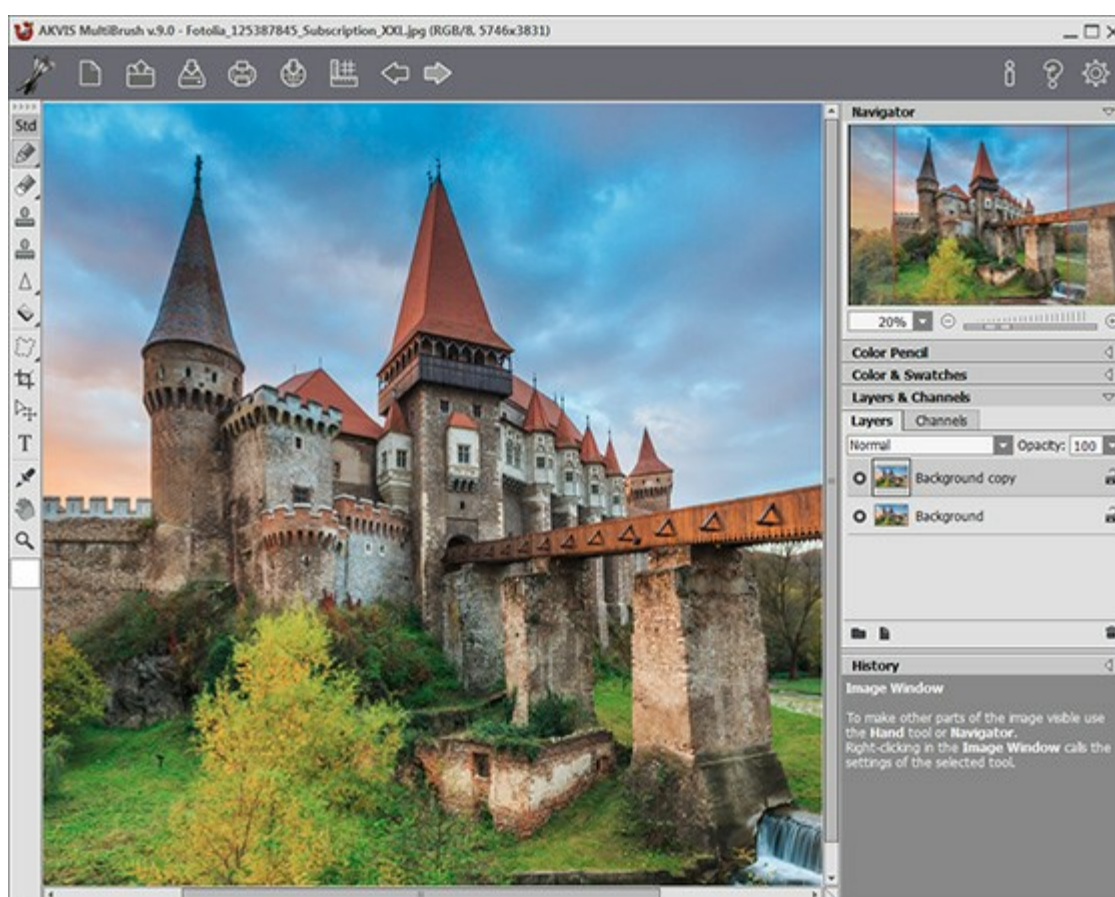 AKVIS MultiBrush v.9.0 - Fotolia_125387845_Subscription_XXL.jpg (RGB/8, 5746x3831)
Std
T
Navigator
20%
Color Pencil
Color & Swatches
Layers & Channels
Layers Channels
Normal Opacity: 100
Background copy
Background
History
Image Window
To make other parts of the image visible use
the Hand tool or Navigator.
Right-clicking in the Image Window calls the
settings of the selected tool.